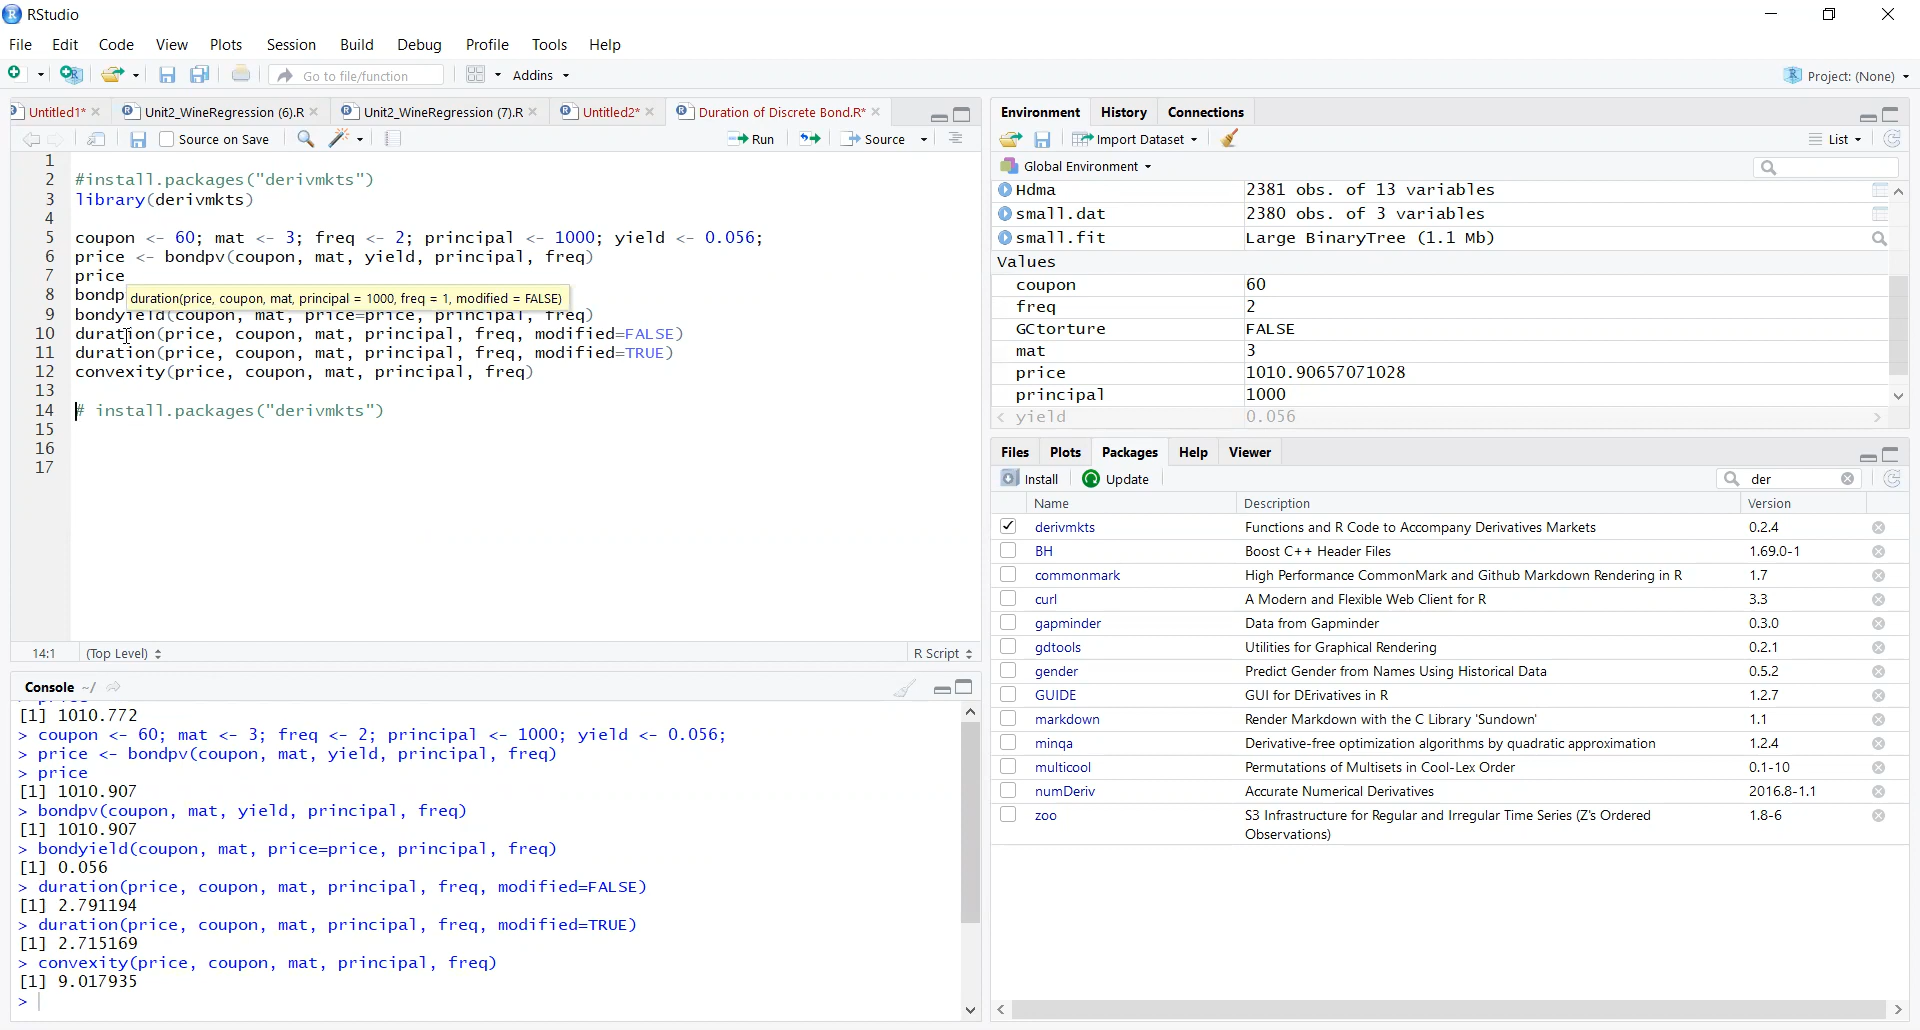 RStudio
File Edit Code View Plots Session Build Debug Profile Tools Help
Go to file/function Addins Project: (None)
Untitled1* Unit2_WineRegression (6).R Unit2_WineRegression (7).R Untitled2* Duration of Discrete Bond.R*
Source on Save Run Source
1
2 #install.packages("derivmkts")
3 library(derivmkts)
4
5 coupon <- 60; mat <- 3; freq <- 2; principal <- 1000; yield <- 0.056;
6 price <- bondpv(coupon, mat, yield, principal, freq)
7 price
8 bondp
duration(price, coupon, mat, principal = 1000, freq = 1, modified = FALSE)
9 bondyield(coupon, mat, price=price, principal, freq)
10 duration(price, coupon, mat, principal, freq, modified=FALSE)
11 duration(price, coupon, mat, principal, freq, modified=TRUE)
12 convexity(price, coupon, mat, principal, freq)
13
14 # install.packages("derivmkts")
15
16
17
14:1 (Top Level) R Script
Console ~/
[1] 1010.772
> coupon <- 60; mat <- 3; freq <- 2; principal <- 1000; yield <- 0.056;
> price <- bondpv(coupon, mat, yield, principal, freq)
> price
[1] 1010.907
> bondpv(coupon, mat, yield, principal, freq)
[1] 1010.907
> bondyield(coupon, mat, price=price, principal, freq)
[1] 0.056
> duration(price, coupon, mat, principal, freq, modified=FALSE)
[1] 2.791194
> duration(price, coupon, mat, principal, freq, modified=TRUE)
[1] 2.715169
> convexity(price, coupon, mat, principal, freq)
[1] 9.017935
>
Environment History Connections
Import Dataset List
Global Environment
Hdma 2381 obs. of 13 variables
small.dat 2380 obs. of 3 variables
small.fit Large BinaryTree (1.1 Mb)
Values
coupon 60
freq 2
GCtorture FALSE
mat 3
price 1010.90657071028
principal 1000
yield 0.056
Files Plots Packages Help Viewer
Install Update der
Name Description Version
derivmkts Functions and R Code to Accompany Derivatives Markets 0.2.4
BH Boost C++ Header Files 1.69.0-1
commonmark High Performance CommonMark and Github Markdown Rendering in R 1.7
curl A Modern and Flexible Web Client for R 3.3
gapminder Data from Gapminder 0.3.0
gdtools Utilities for Graphical Rendering 0.2.1
gender Predict Gender from Names Using Historical Data 0.5.2
GUIDE GUI for DErivatives in R 1.2.7
markdown Render Markdown with the C Library 'Sundown' 1.1
minqa Derivative-free optimization algorithms by quadratic approximation 1.2.4
multicool Permutations of Multisets in Cool-Lex Order 0.1-10
numDeriv Accurate Numerical Derivatives 2016.8-1.1
zoo S3 Infrastructure for Regular and Irregular Time Series (Z's Ordered 1.8-6
Observations)